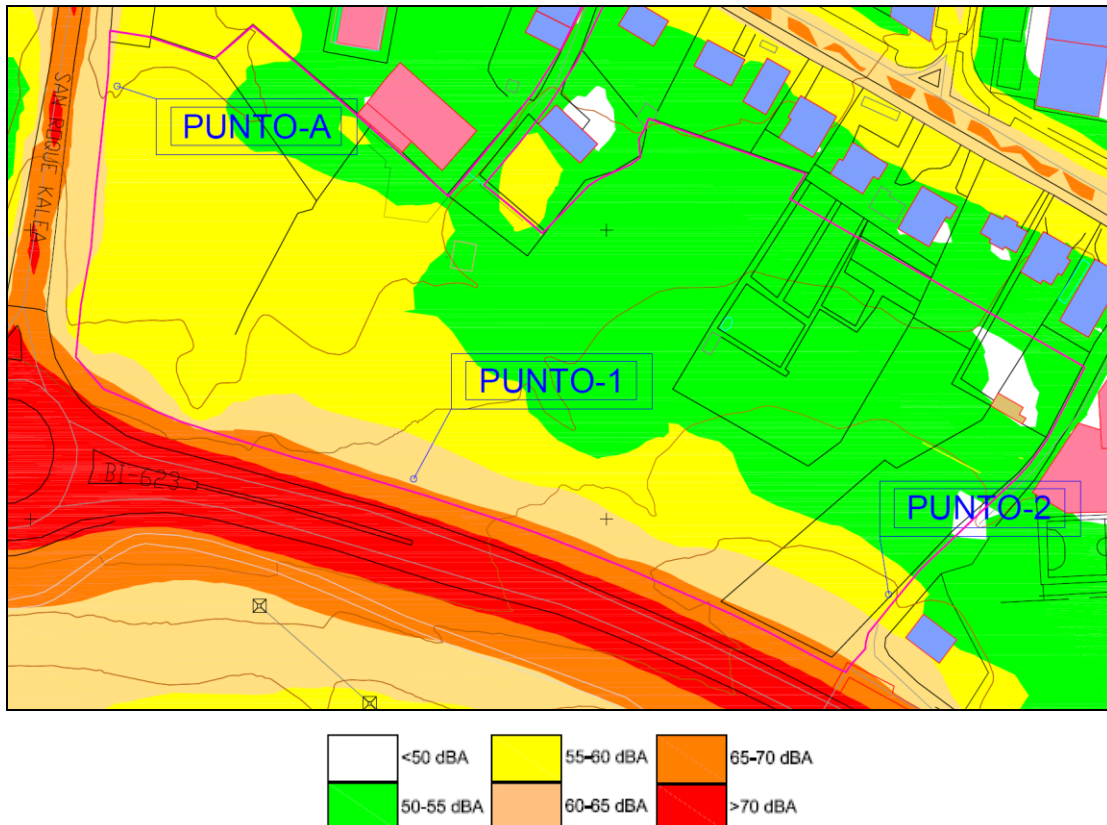 PUNTO-A
SAN ROQUE KALEA
PUNTO-1
BI-623
PUNTO-2
<50 dBA
55-60 dBA
65-70 dBA
50-55 dBA
60-65 dBA
>70 dBA